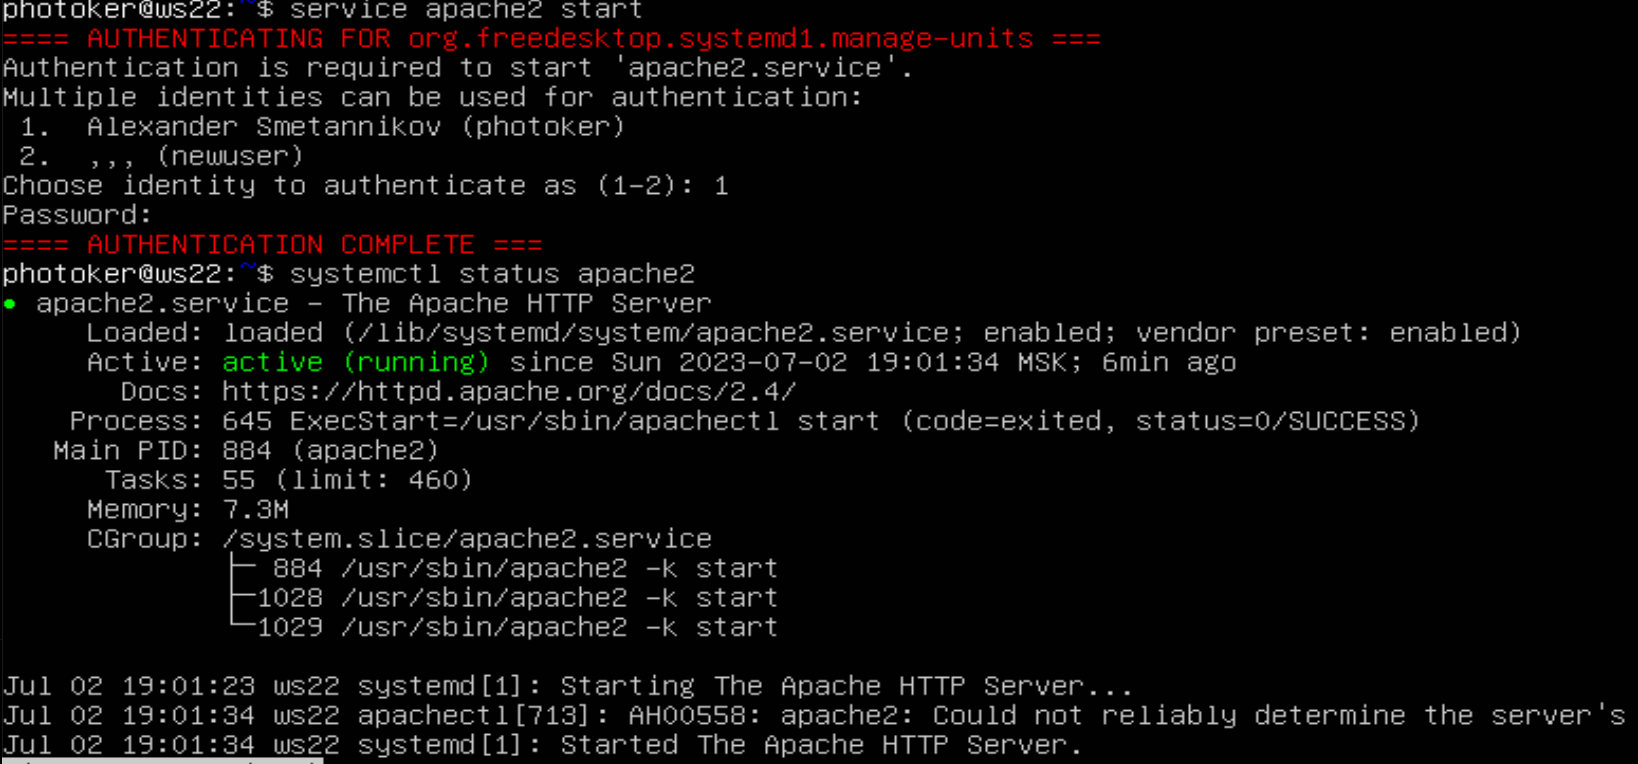 photoker@ws22:~$ service apache2 start
==== AUTHENTICATING FOR org.freedesktop.systemd1.manage-units ===
Authentication is required to start 'apache2.service'.
Multiple identities can be used for authentication:
 1.  Alexander Smetannikov (photoker)
 2.  ,,, (newuser)
Choose identity to authenticate as (1-2): 1
Password:
==== AUTHENTICATION COMPLETE ===
photoker@ws22:~$ systemctl status apache2
● apache2.service - The Apache HTTP Server
     Loaded: loaded (/lib/systemd/system/apache2.service; enabled; vendor preset: enabled)
     Active: active (running) since Sun 2023-07-02 19:01:34 MSK; 6min ago
       Docs: https://httpd.apache.org/docs/2.4/
    Process: 645 ExecStart=/usr/sbin/apachectl start (code=exited, status=0/SUCCESS)
   Main PID: 884 (apache2)
      Tasks: 55 (limit: 460)
     Memory: 7.3M
     CGroup: /system.slice/apache2.service
             ├─ 884 /usr/sbin/apache2 -k start
             ├─1028 /usr/sbin/apache2 -k start
             └─1029 /usr/sbin/apache2 -k start

Jul 02 19:01:23 ws22 systemd[1]: Starting The Apache HTTP Server...
Jul 02 19:01:34 ws22 apachectl[713]: AH00558: apache2: Could not reliably determine the server's
Jul 02 19:01:34 ws22 systemd[1]: Started The Apache HTTP Server.